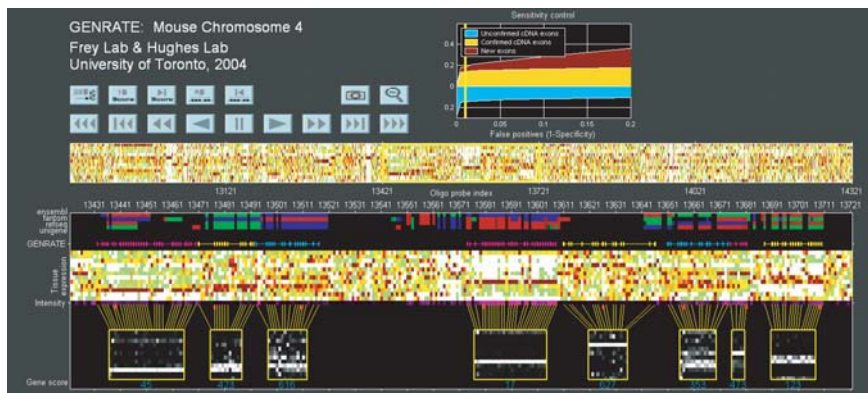 GENRATE: Mouse Chromosome 4
Frey Lab & Hughes Lab
University of Toronto, 2004
Sensitivity control
Unconfirmed cDNA exons
Confirmed cDNA exons
New exons
0.4
0.2
0
0.2
0 0.05 0.1 0.15 0.2
False positives (1-Specificity)
13121 13421 13721 14021 14321
Oligo probe index
13431 13441 13451 13461 13471 13481 13491 13501 13511 13521 13531 13541 13551 13561 13571 13581 13591 13601 13611 13621 13631 13641 13651 13661 13671 13681 13691 13701 13711 13721
ensembl
fantom
refseq
unigene
GENRATE
Tissue
expression
Intensity
Gene score
45 423 616 17 627 353 473 123